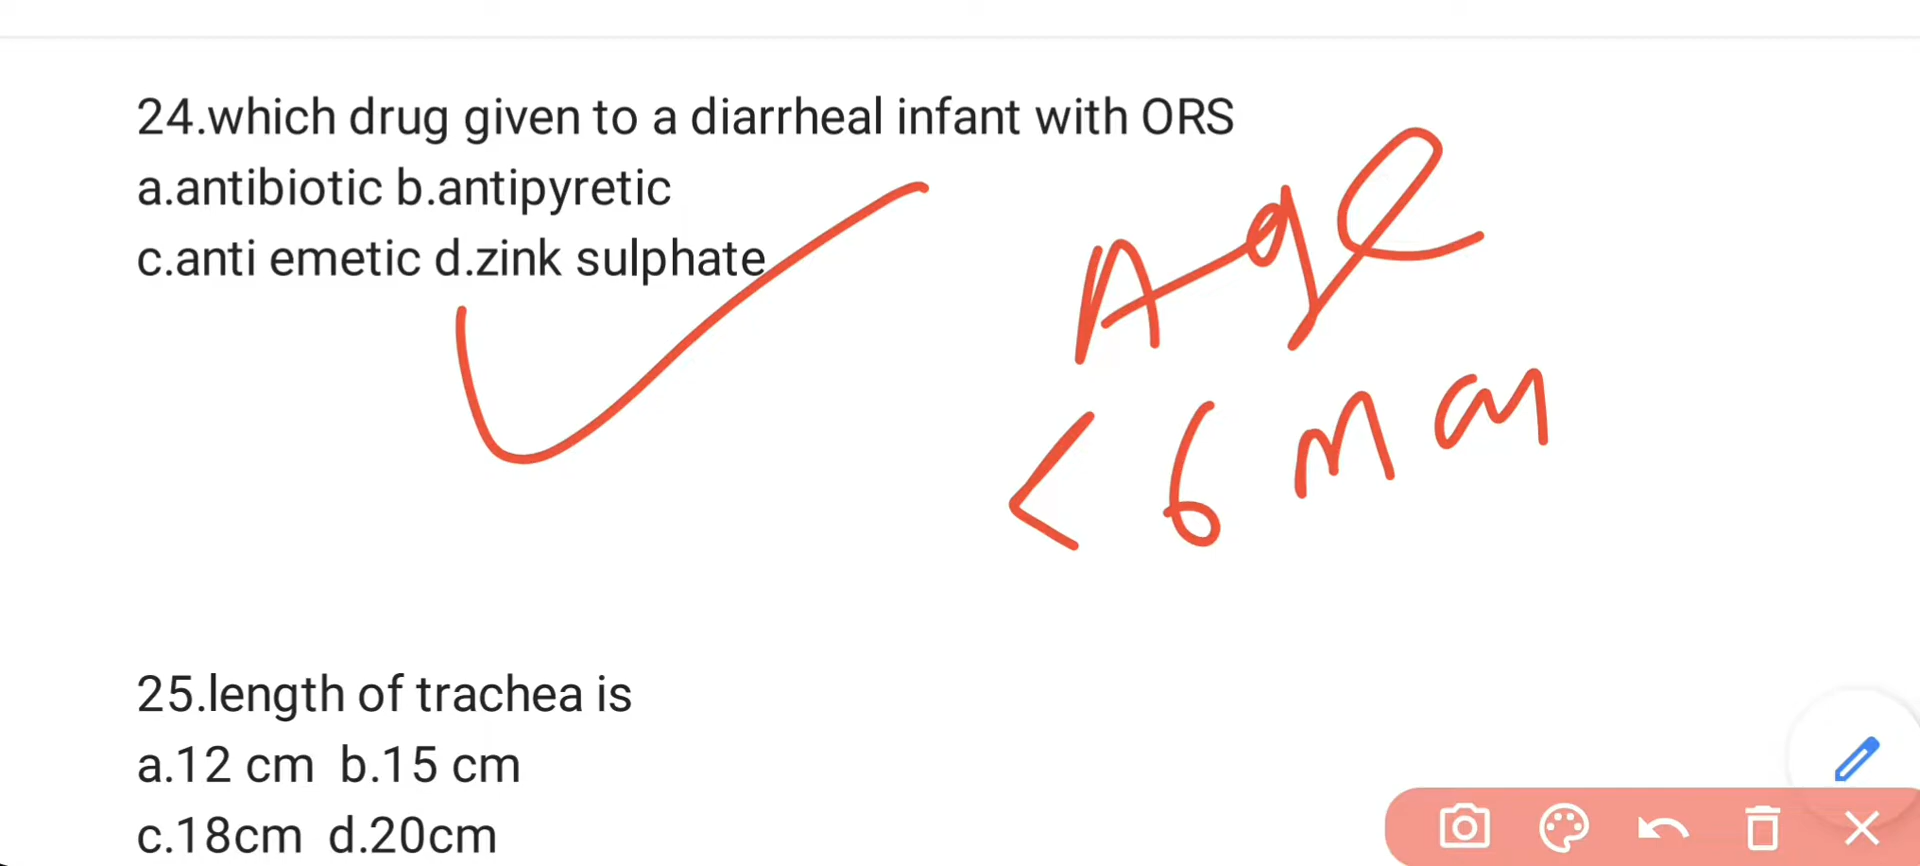 24.which drug given to a diarrheal infant with ORS
a.antibiotic b.antipyretic
c.anti emetic d.zink sulphate
Age
< 6 M
25.length of trachea is
a.12 cm b.15 cm
c.18cm d.20cm